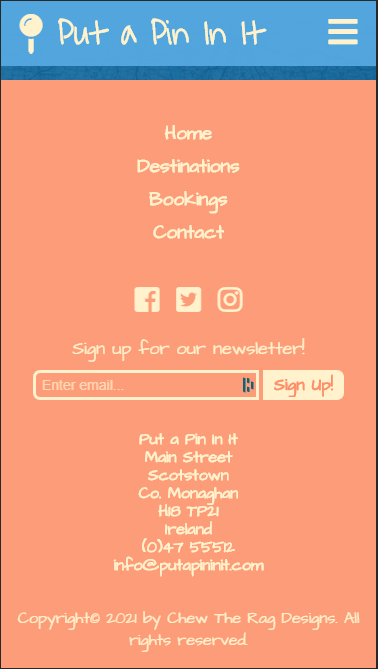 Put a Pin In It
Home
Destinations
Bookings
Contact
Sign up for our newsletter!
Enter email...
Sign Up!
Put a Pin In It
Main Street
Scotstown
Co. Monaghan
H18 TP21
Ireland
(0)47 55512
info@putapininit.com
Copyright© 2021 by Chew The Rag Designs. All
rights reserved.